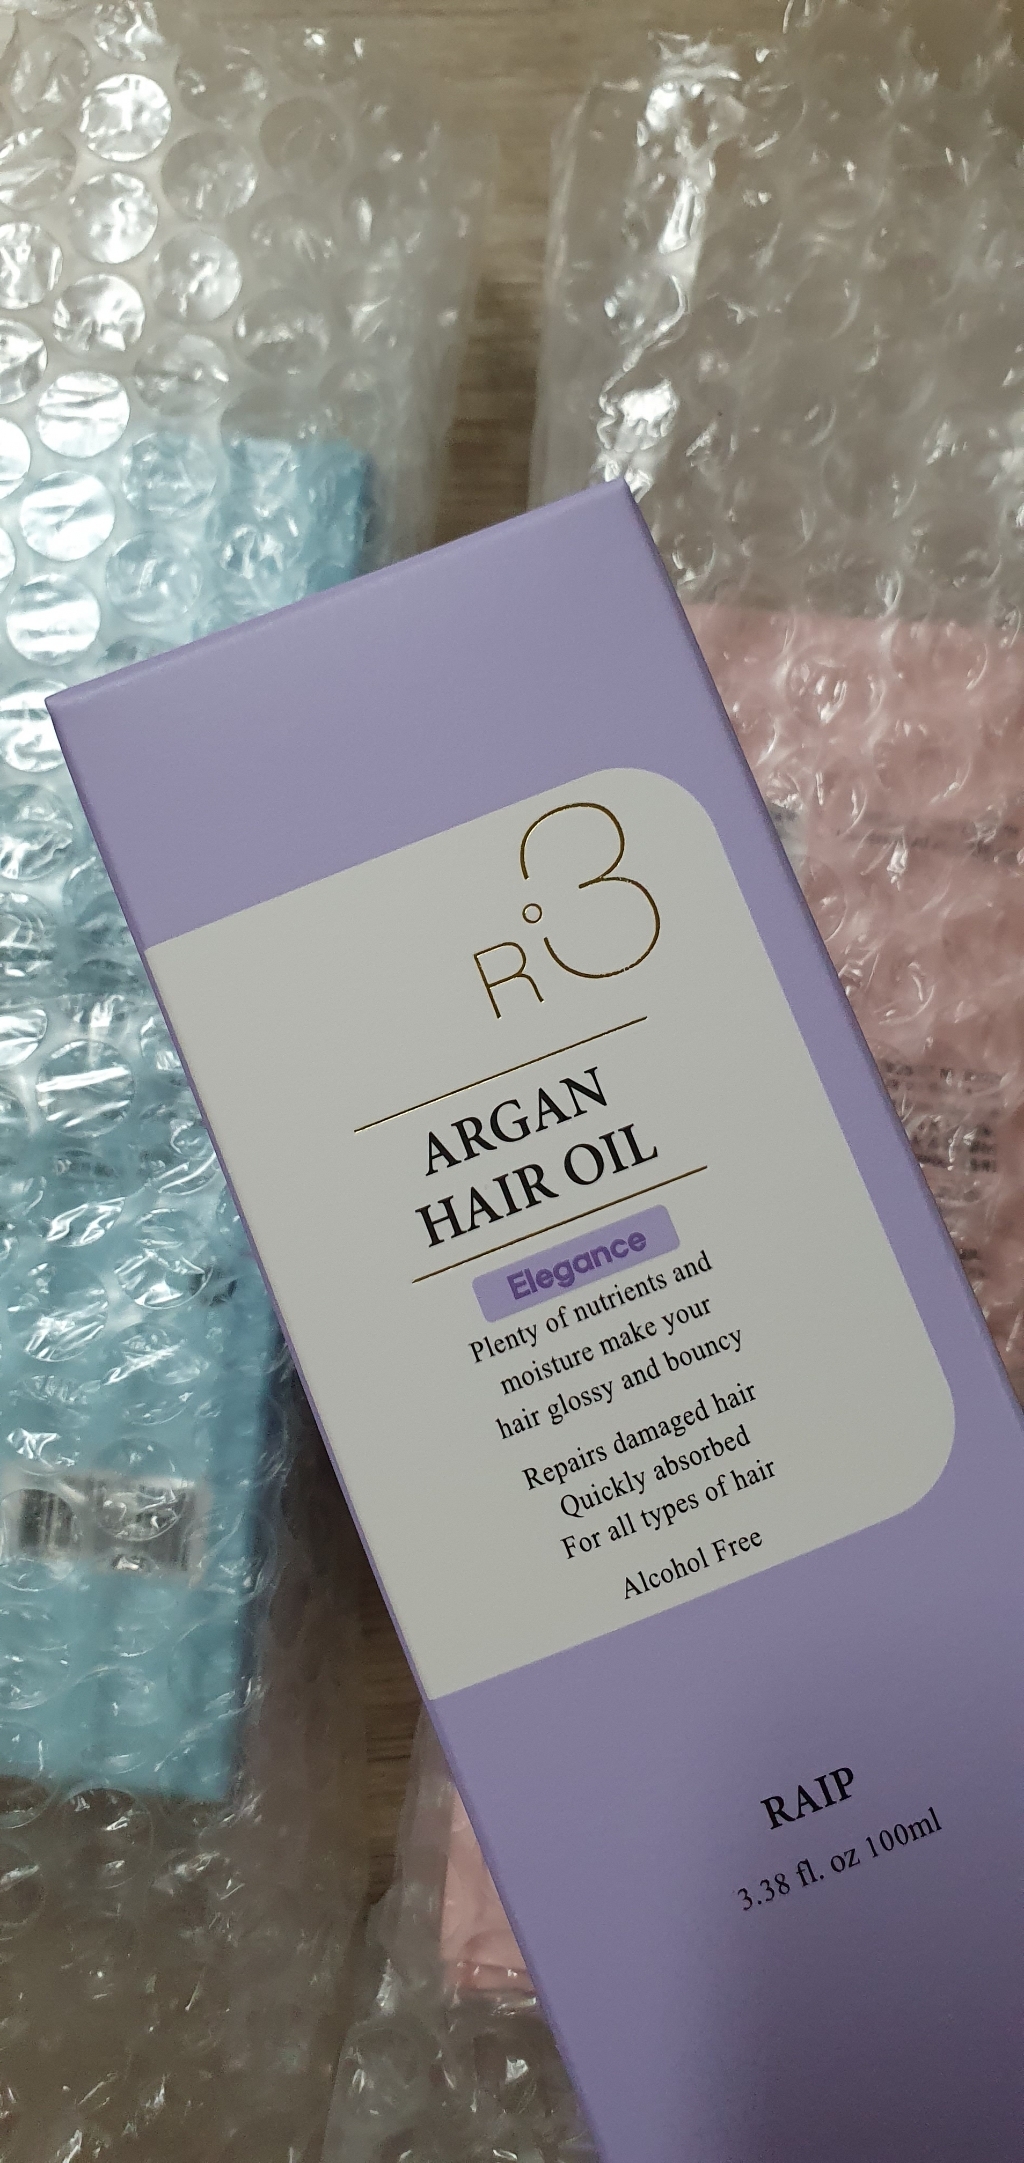 R3
ARGAN
HAIR OIL
Elegance
Plenty of nutrients and
moisture make your
hair glossy and bouncy
Repairs damaged hair
Quickly absorbed
For all types of hair
Alcohol Free
RAIP
3.38 fl. oz 100ml